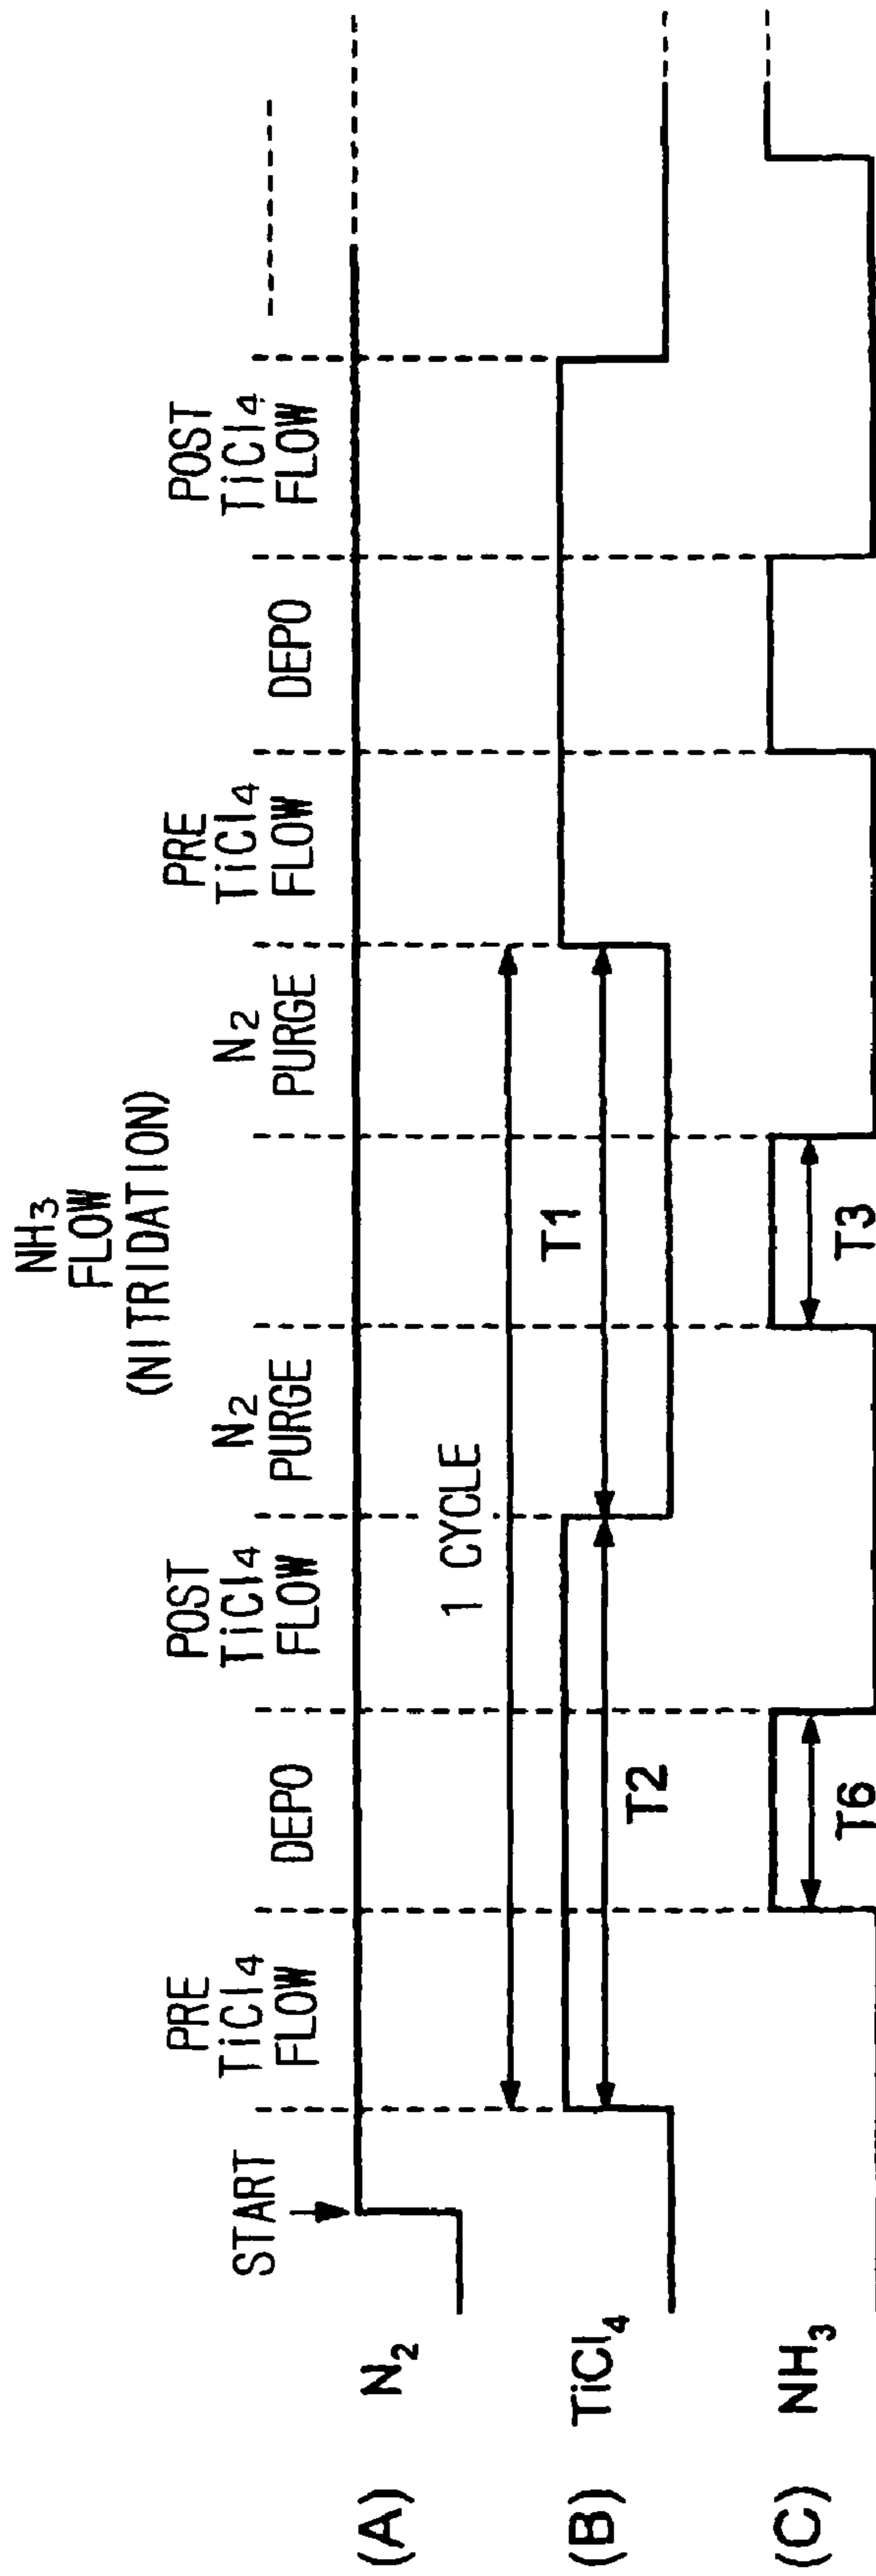 NH3
FLOW
(NITRIDATION)
START
PRE
TiCl4
FLOW
DEPO
POST
TiCl4
FLOW
N2
PURGE
N2
PURGE
PRE
TiCl4
FLOW
DEPO
POST
TiCl4
FLOW
(A) N2
1 CYCLE
(B) TiCl4
T2
T1
(C) NH3
T6
T3